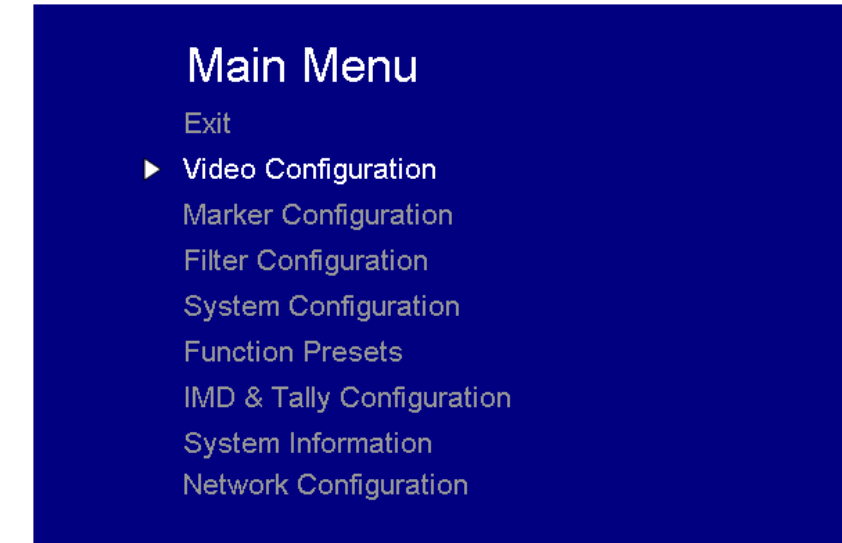 Main Menu
Exit
Video Configuration
Marker Configuration
Filter Configuration
System Configuration
Function Presets
IMD & Tally Configuration
System Information
Network Configuration